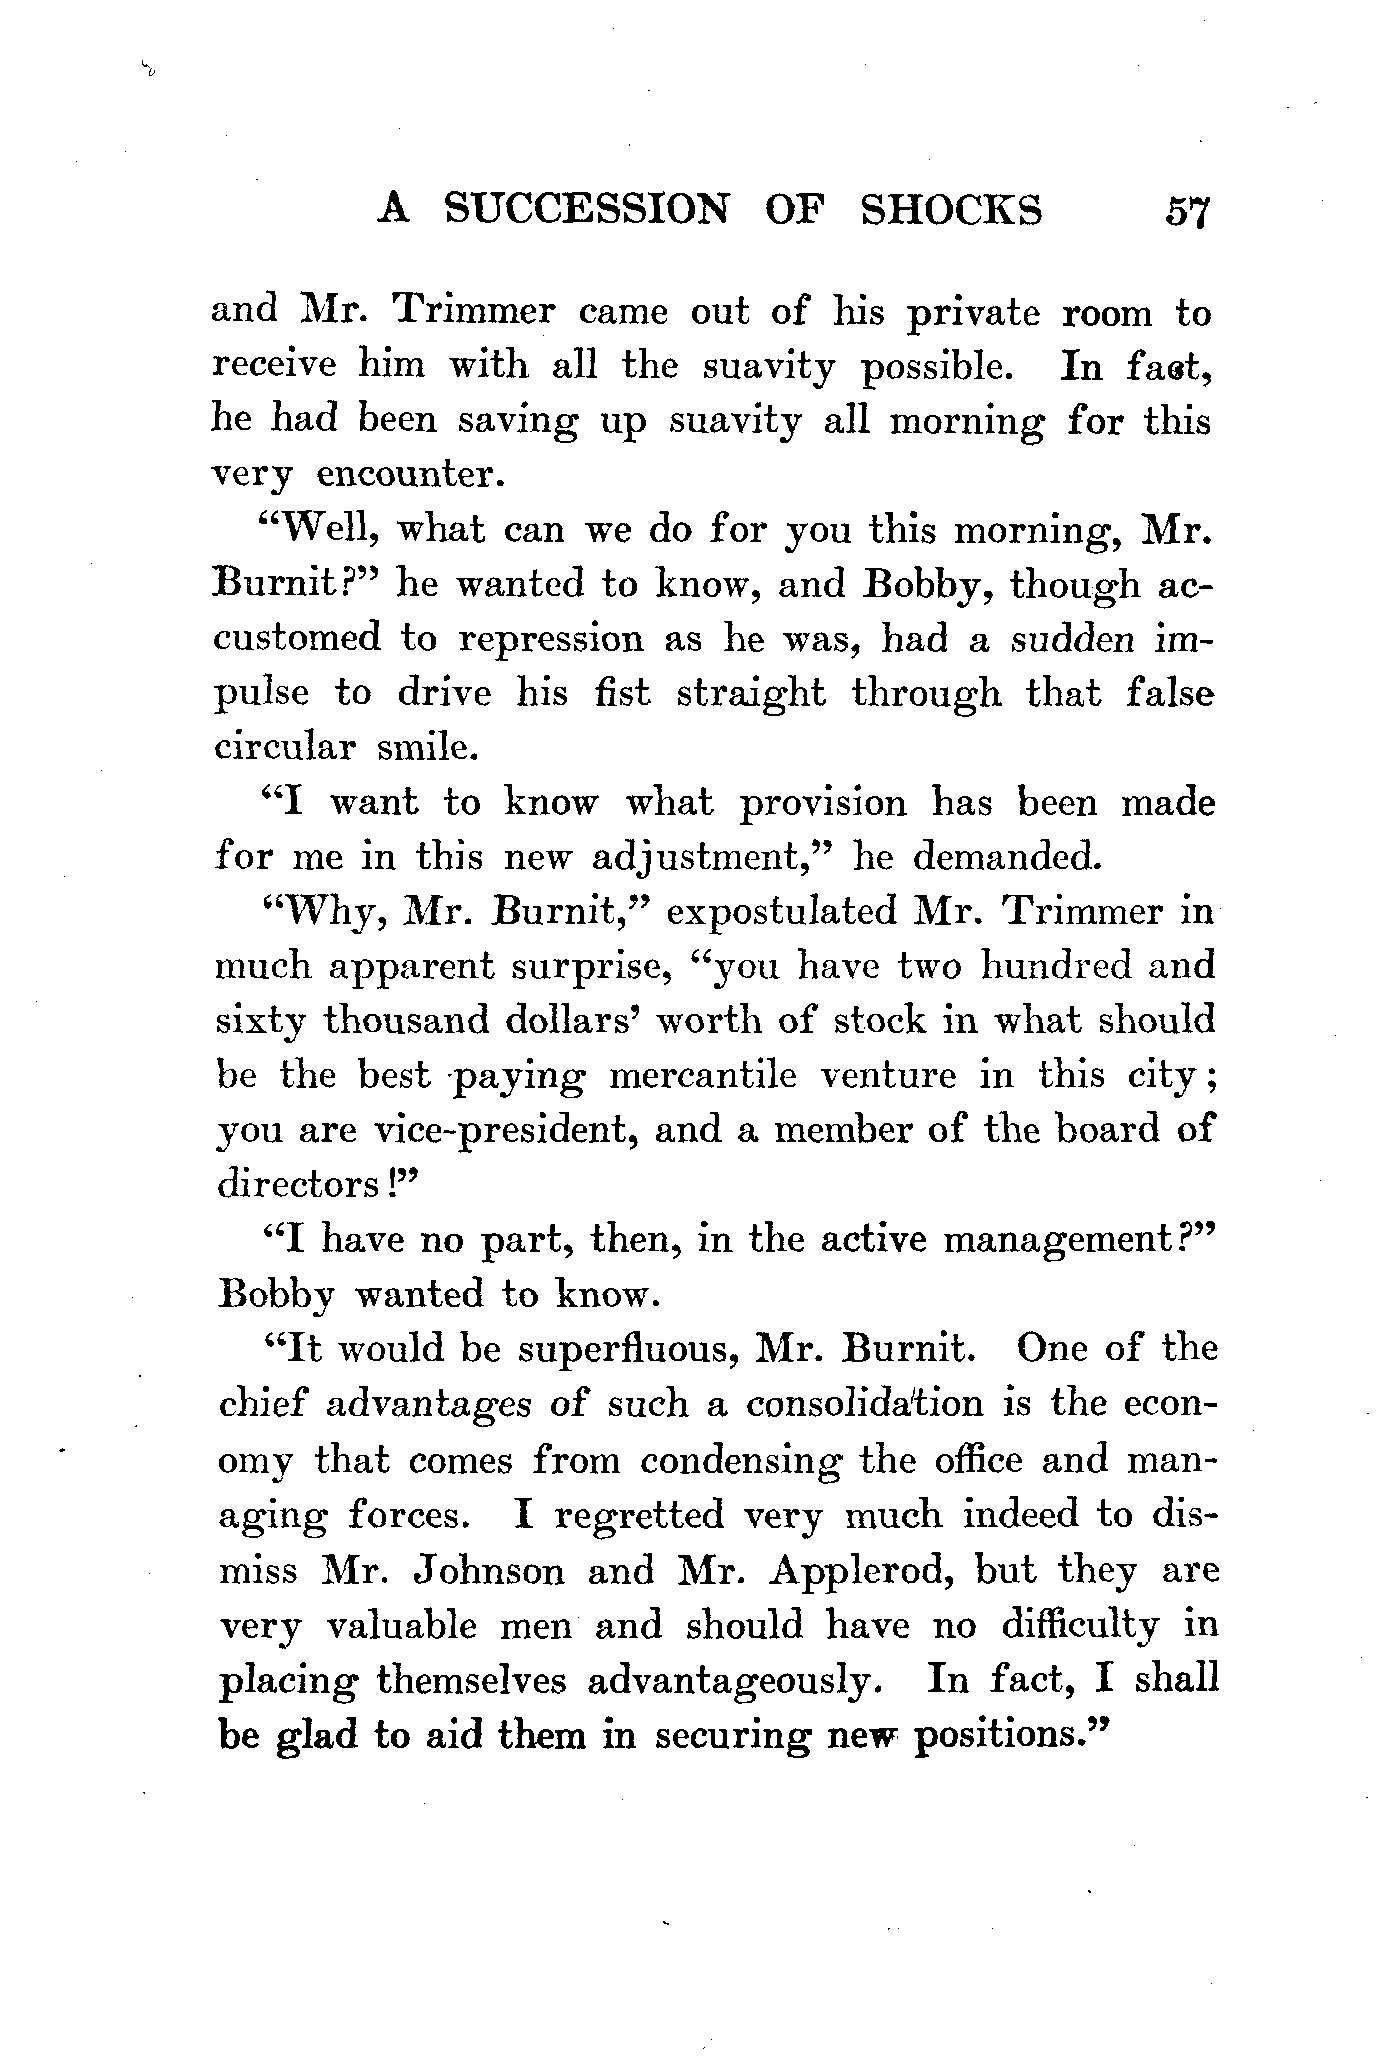 A SUCCESSION OF SHOCKS 57
and Mr. Trimmer came out of his private room to
receive him with all the suavity possible. In fact,
he had been saving up suavity all morning for this
very encounter.
“Well, what can we do for you this morning, Mr.
Burnit?” he wanted to know, and Bobby, though ac-
customed to repression as he was, had a sudden im-
pulse to drive his fist straight through that false
circular smile.
“I want to know what provision has been made
for me in this new adjustment,” he demanded.
“Why, Mr. Burnit,” expostulated Mr. Trimmer in
much apparent surprise, “you have two hundred and
sixty thousand dollars’ worth of stock in what should
be the best paying mercantile venture in this city;
you are vice-president, and a member of the board of
directors!”
“I have no part, then, in the active management?”
Bobby wanted to know.
“It would be superfluous, Mr. Burnit. One of the
chief advantages of such a consolidation is the econ-
omy that comes from condensing the office and man-
aging forces. I regretted very much indeed to dis-
miss Mr. Johnson and Mr. Applerod, but they are
very valuable men and should have no difficulty in
placing themselves advantageously. In fact, I shall
be glad to aid them in securing new positions.”